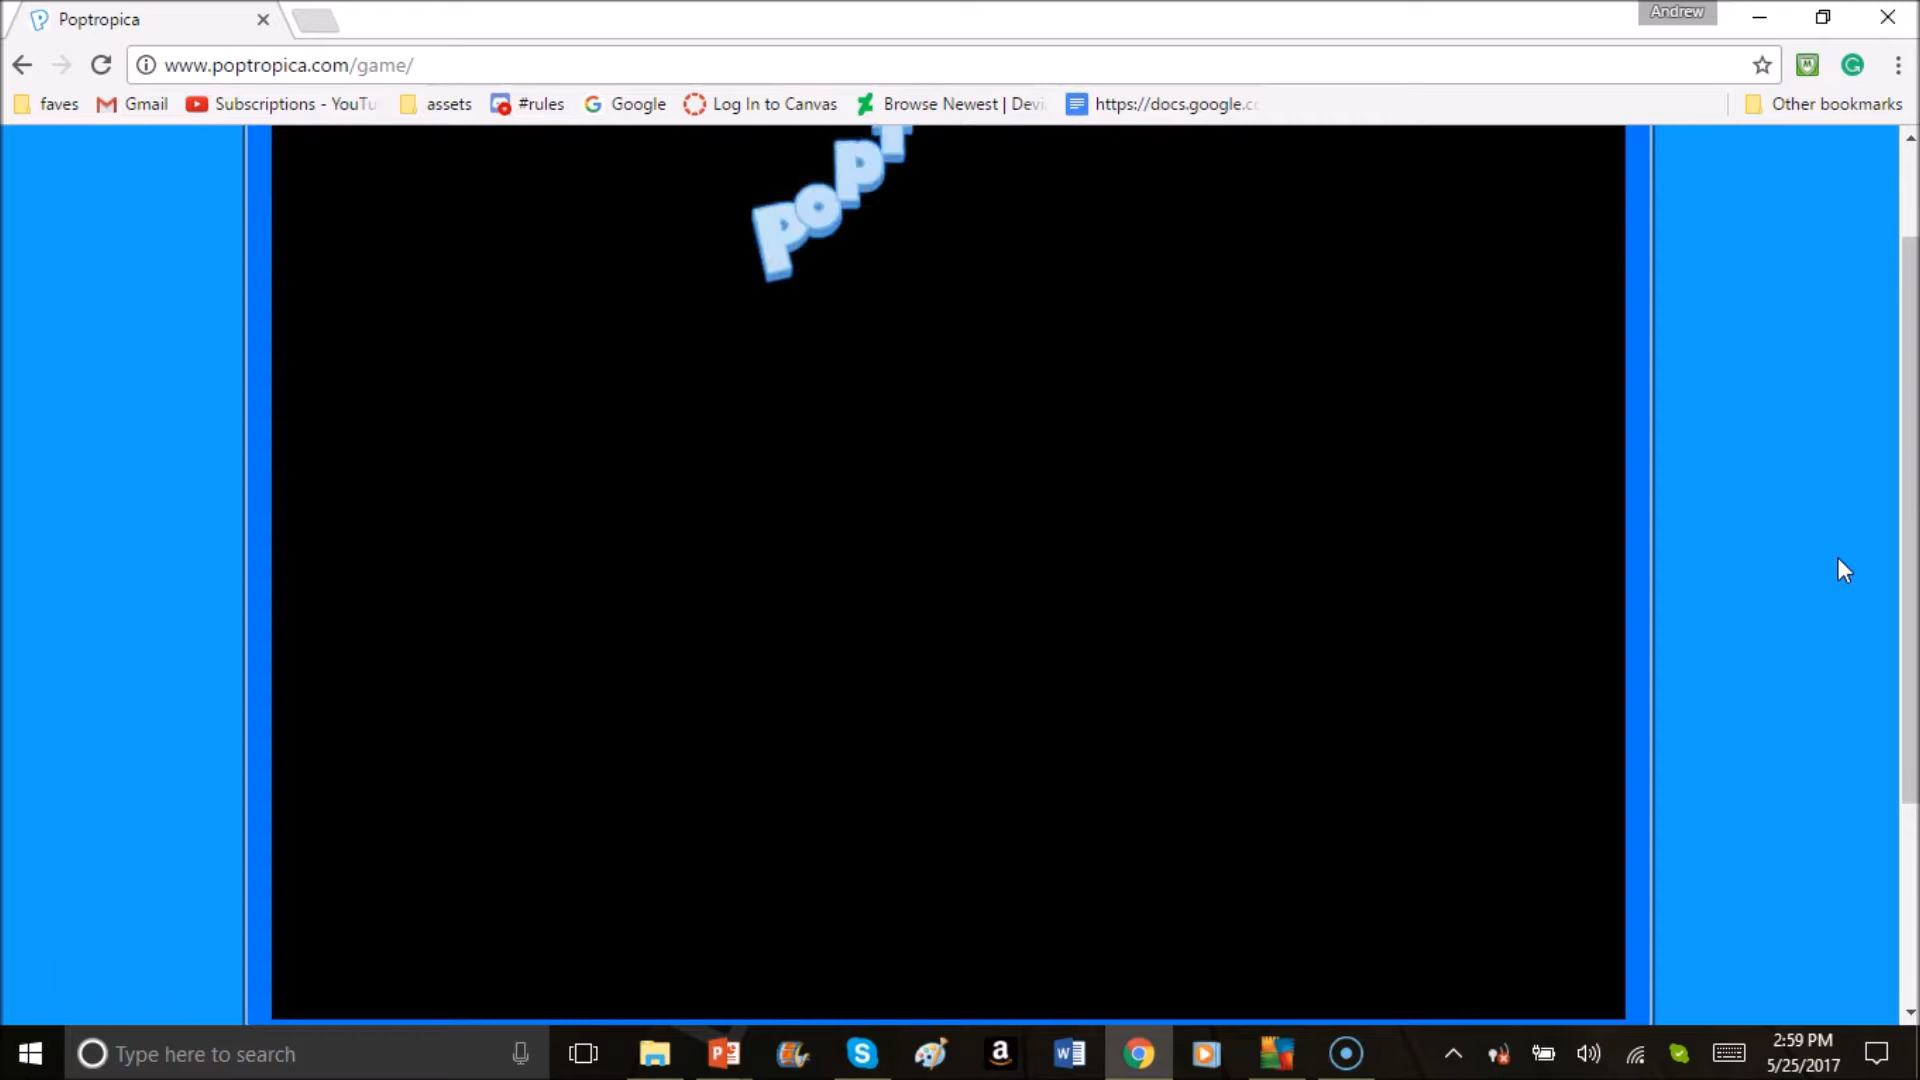 Poptropica
Andrew
www.poptropica.com/game/
faves Gmail Subscriptions - YouTu assets #rules Google Log In to Canvas Browse Newest | Devi https://docs.google.co Other bookmarks
Pop
Type here to search
2:59 PM
5/25/2017